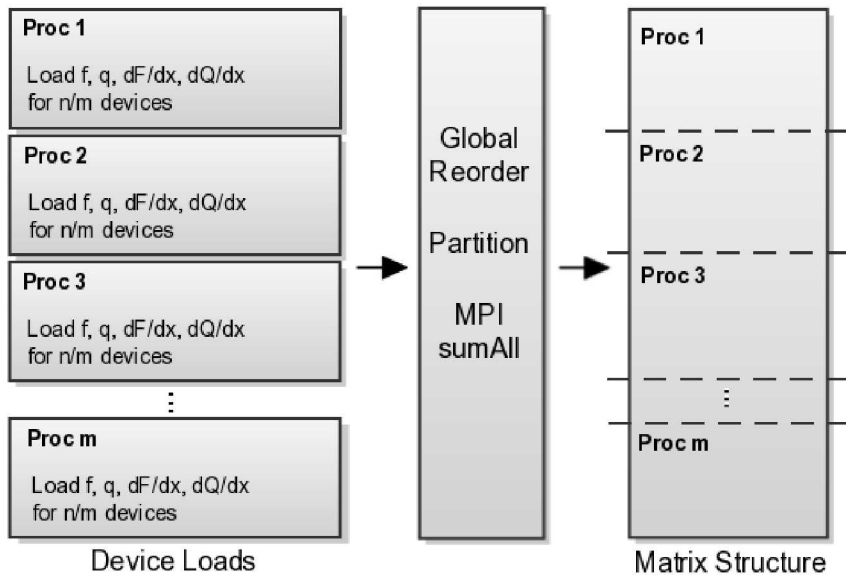 Proc 1
Load f, q, dF/dx, dQ/dx
for n/m devices
Proc 2
Load f, q, dF/dx, dQ/dx
for n/m devices
Proc 3
Load f, q, dF/dx, dQ/dx
for n/m devices
Proc m
Load f, q, dF/dx, dQ/dx
for n/m devices
Device Loads
Global
Reorder
Partition
MPI
sumAll
Proc 1
Proc 2
Proc 3
Proc m
Matrix Structure